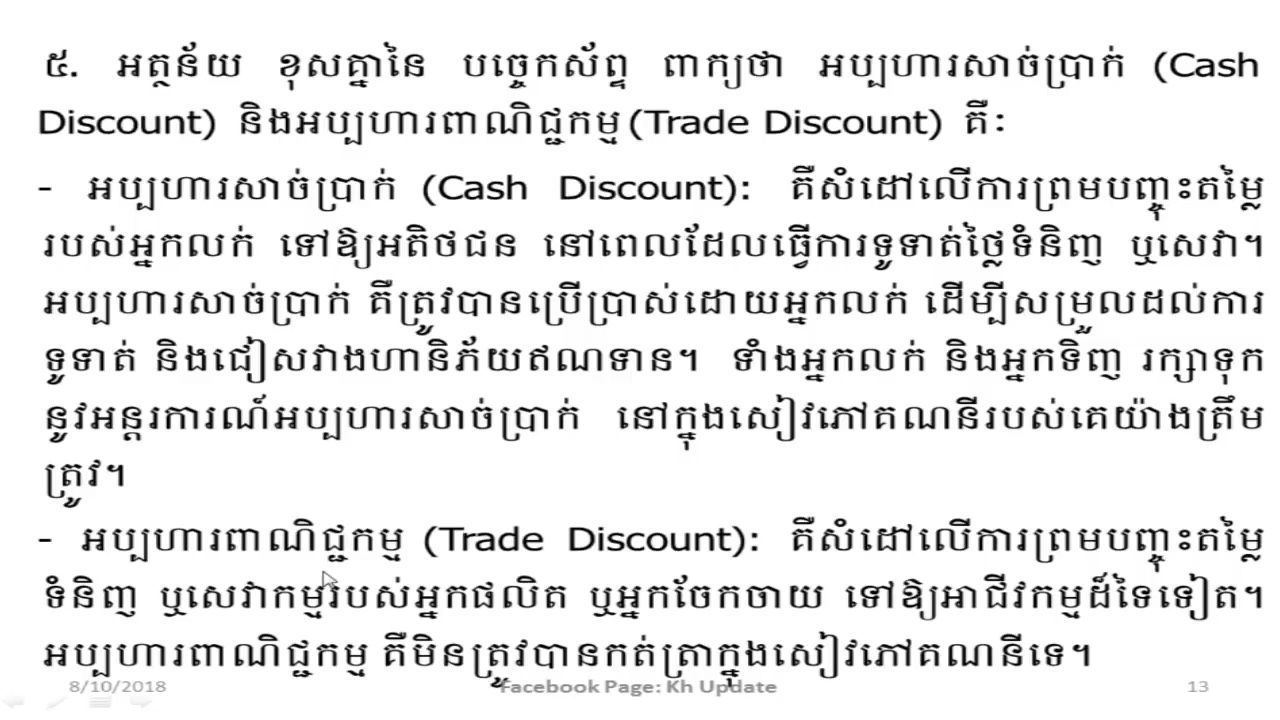 ៥. អត្ថន័យ ខុសគ្នានៃ បច្ចេកស័ព្ទ ពាក្យថា អប្បហារសាច់ប្រាក់ (Cash
Discount) និងអប្បហារពាណិជ្ជកម្ម (Trade Discount) គឺ៖
- អប្បហារសាច់ប្រាក់ (Cash Discount): គឺសំដៅលើការព្រមបញ្ចុះតម្លៃ
របស់អ្នកលក់ ទៅឱ្យអតិថជន នៅពេលដែលធ្វើការទូទាត់ថ្លៃទំនិញ ឬសេវា។
អប្បហារសាច់ប្រាក់ គឺត្រូវបានប្រើប្រាស់ដោយអ្នកលក់ ដើម្បីសម្រួលដល់ការ
ទូទាត់ និងជៀសវាងហានិភ័យឥណទាន។ ទាំងអ្នកលក់ និងអ្នកទិញ រក្សាទុក
នូវអន្តរការណ៍អប្បហារសាច់ប្រាក់ នៅក្នុងសៀវភៅគណនីរបស់គេយ៉ាងត្រឹម
ត្រូវ។
- អប្បហារពាណិជ្ជកម្ម (Trade Discount): គឺសំដៅលើការព្រមបញ្ចុះតម្លៃ
ទំនិញ ឬសេវាកម្មរបស់អ្នកផលិត ឬអ្នកចែកចាយ ទៅឱ្យអាជីវកម្មដ៏ទៃទៀត។
អប្បហារពាណិជ្ជកម្ម គឺមិនត្រូវបានកត់ត្រាក្នុងសៀវភៅគណនីទេ។
8/10/2018 Facebook Page: Kh Update 13